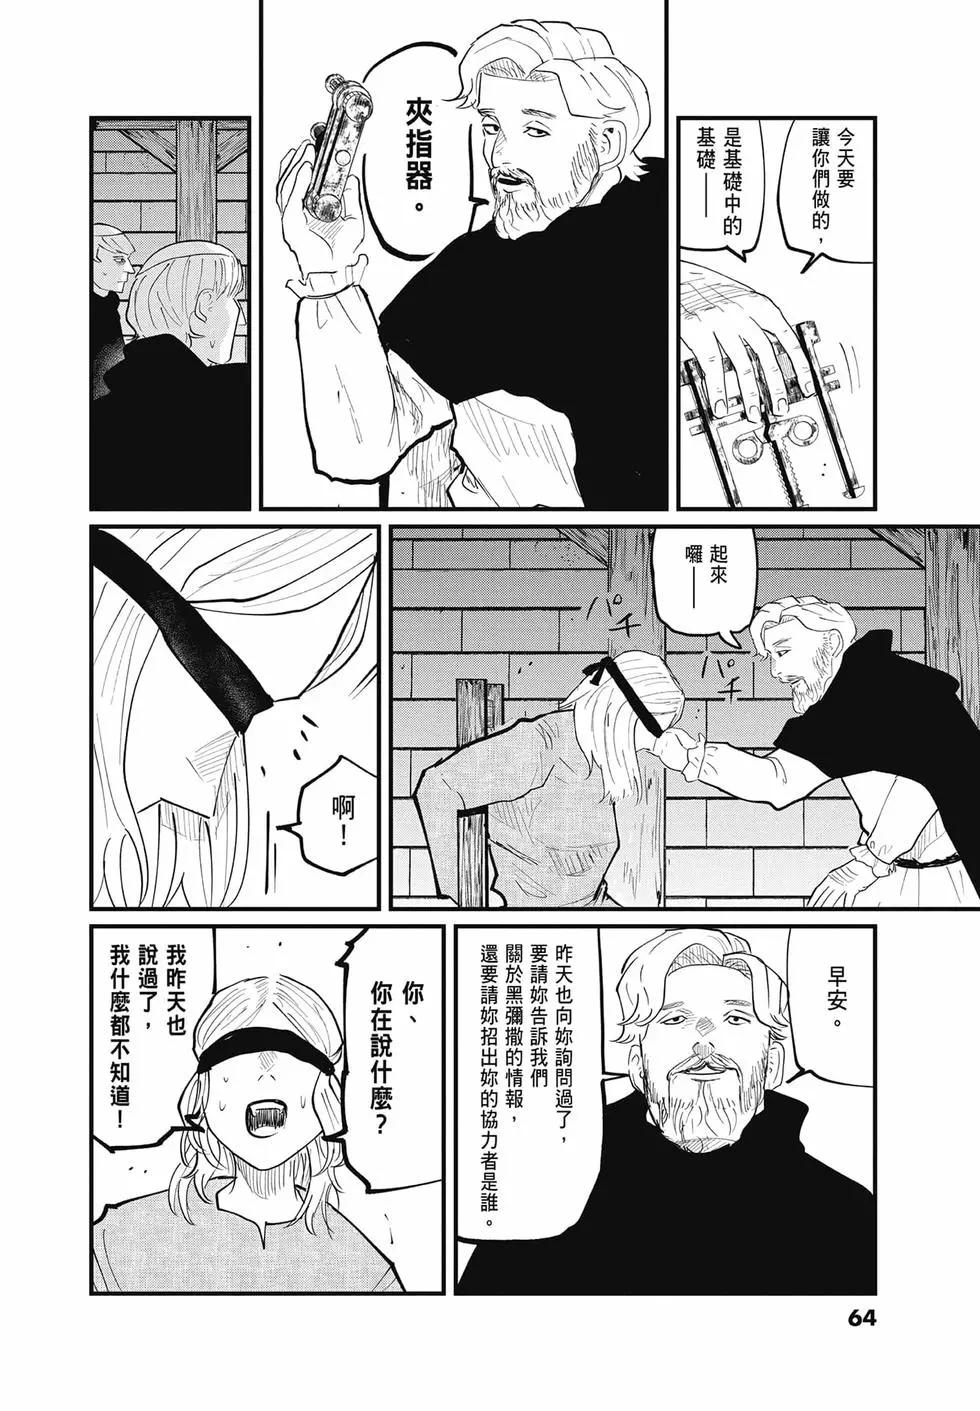 今天要
讓你們做的，
是基礎中的
基礎——
夾指器。
起來
囉——
パチ
パチ
啊！
早安。
昨天也向妳詢問過了，
要請妳告訴我們
關於黑彌撒的情報，
還要請妳招出妳的協力者是誰。
你、
你在說什麼？
我昨天也
說過了，
我什麼都不知道！
64